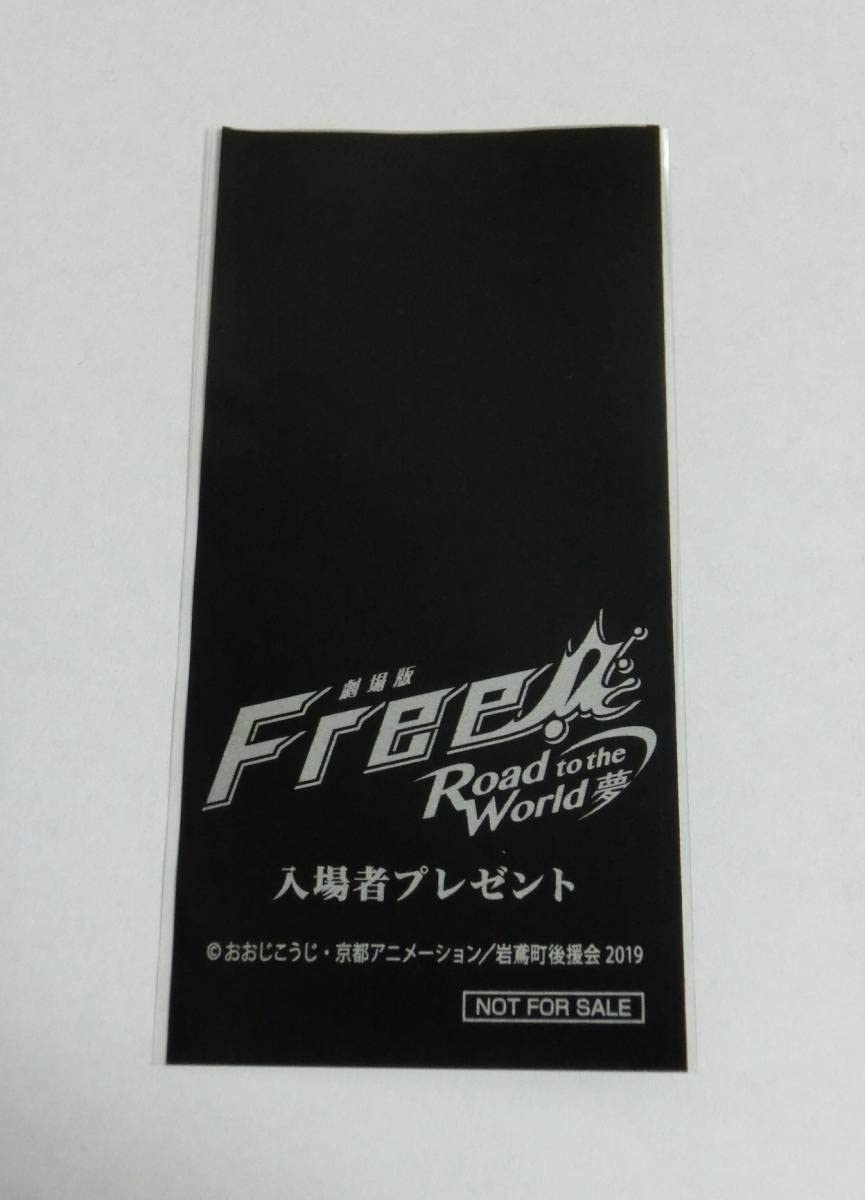 劇場版
Free!
Road to the
World 夢
入場者プレゼント
©おおじこうじ・京都アニメーション/岩鳶町後援会 2019
NOT FOR SALE